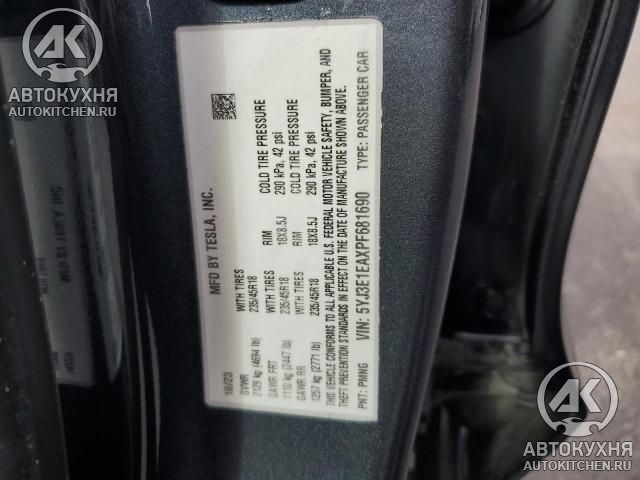 АК
АВТОКУХНЯ
AUTOKITCHEN.RU
MFD BY TESLA, INC.
10/23
GVWR
2129 kg (4694 lb)
GAWR FRT
1110 kg (2447 lb)
GAWR RR
1257 kg (2771 lb)
WITH TIRES
235/45R18
WITH TIRES
235/45R18
WITH TIRES
235/45R18
RIM
18X8.5J
RIM
18X8.5J
COLD TIRE PRESSURE
290 kPa, 42 psi
COLD TIRE PRESSURE
290 kPa, 42 psi
THIS VEHICLE CONFORMS TO ALL APPLICABLE U.S. FEDERAL MOTOR VEHICLE SAFETY, BUMPER, AND
THEFT PREVENTION STANDARDS IN EFFECT ON THE DATE OF MANUFACTURE SHOWN ABOVE.
VIN: 5YJ3E1EAXPF681690
TYPE: PASSENGER CAR
PNT: PMNG
АК
АВТОКУХНЯ
AUTOKITCHEN.RU